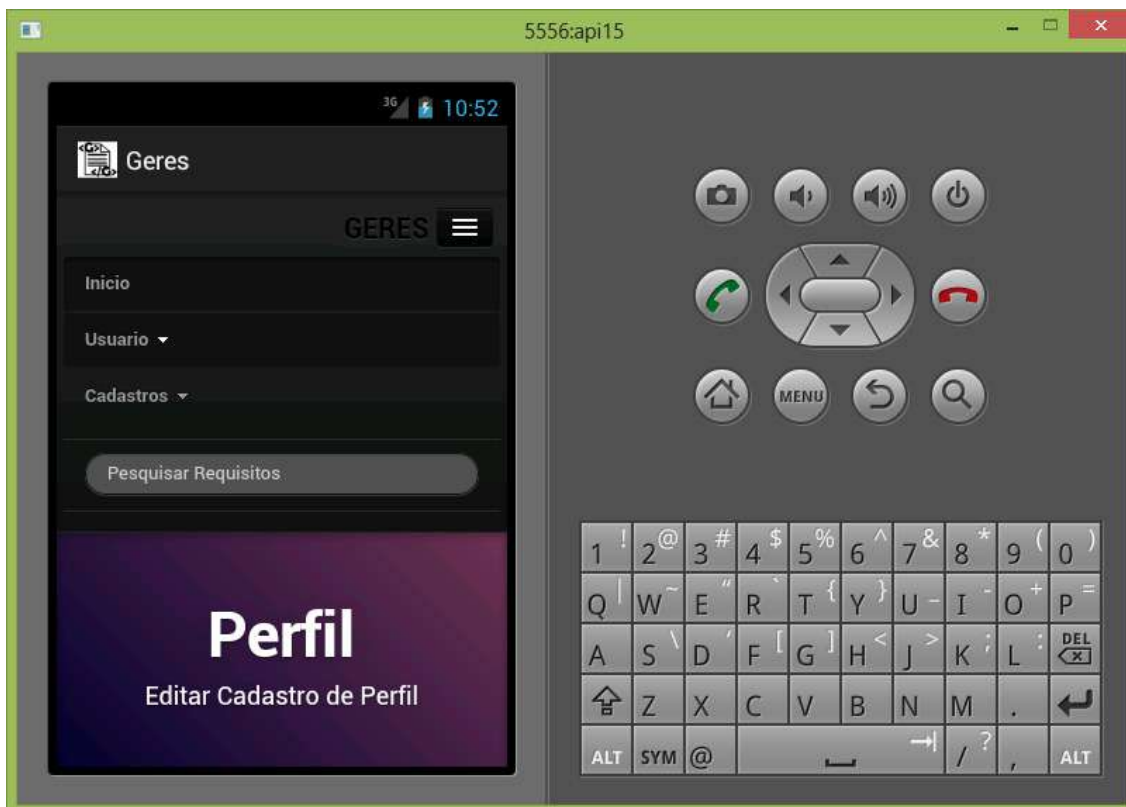 5556:api15
3G 10:52
<G> </G> Geres
GERES
Inicio
Usuario
Cadastros
Pesquisar Requisitos
Perfil
Editar Cadastro de Perfil
MENU
1 ! 2 @ 3 # 4 $ 5 % 6 ^ 7 & 8 * 9 ( 0 )
Q | W ~ E " R ` T { Y } U _ I - O + P =
A S \ D ' F [ G ] H < J > K ; L : DEL
Z X C V B N M .
ALT SYM @ / ? , ALT